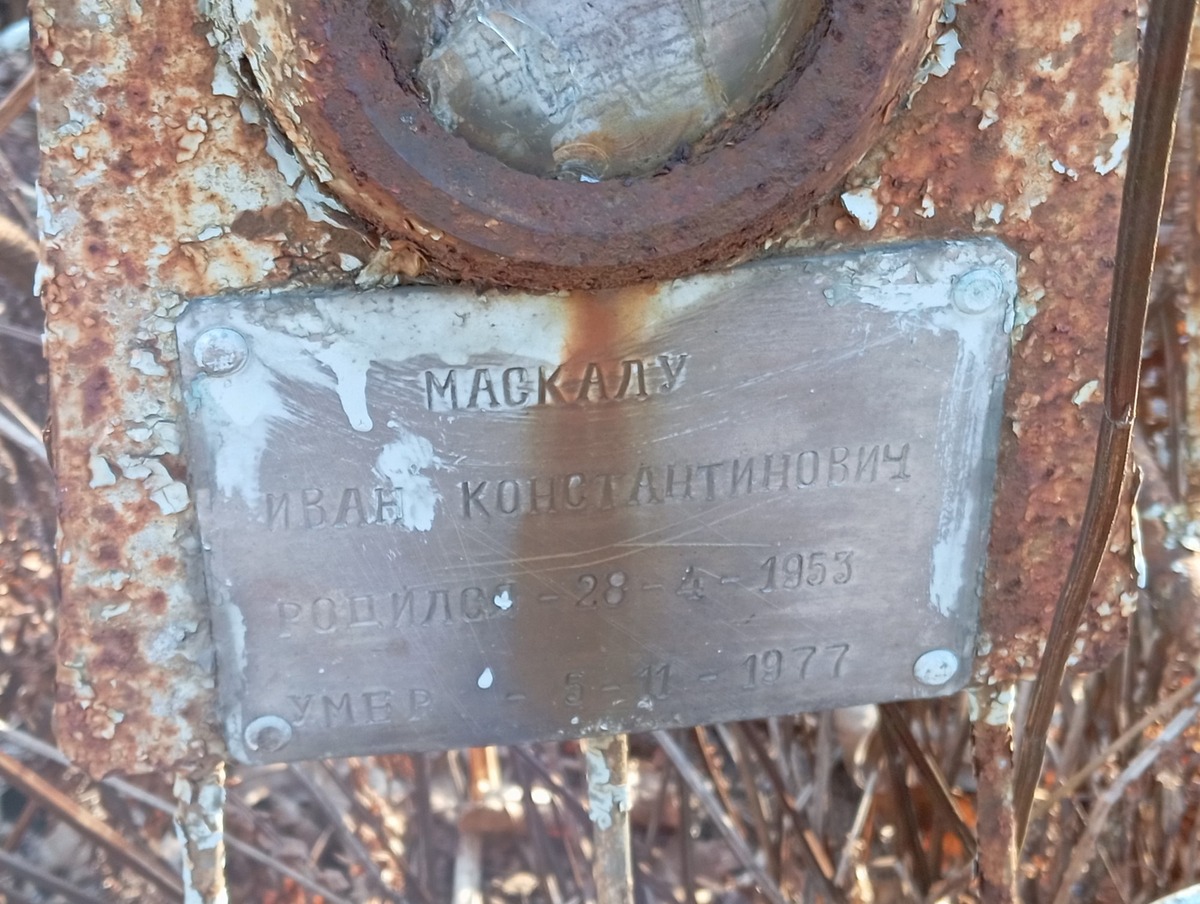 МАСКАЛУ
ИВАН КОНСТАНТИНОВИЧ
РОДИЛСЯ - 28 - 4 - 1953
УМЕР - 5 - 11 - 1977